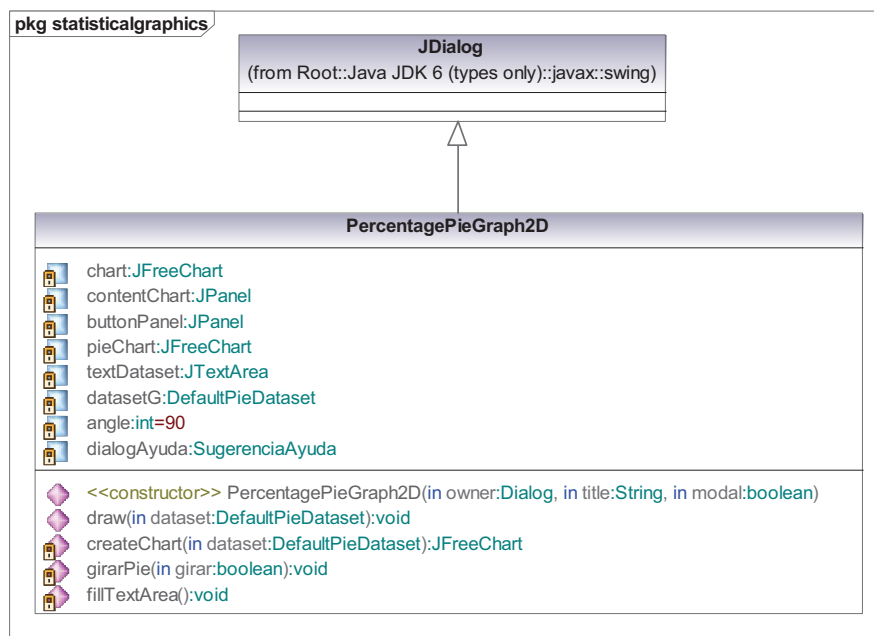 pkg statisticalgraphics
JDialog
(from Root::Java JDK 6 (types only)::javax::swing)
PercentagePieGraph2D
chart:JFreeChart
contentChart:JPanel
buttonPanel:JPanel
pieChart:JFreeChart
textDataset:JTextArea
datasetG:DefaultPieDataset
angle:int=90
dialogAyuda:SugerenciaAyuda
<<constructor>> PercentagePieGraph2D(in owner:Dialog, in title:String, in modal:boolean)
draw(in dataset:DefaultPieDataset):void
createChart(in dataset:DefaultPieDataset):JFreeChart
girarPie(in girar:boolean):void
fillTextArea():void